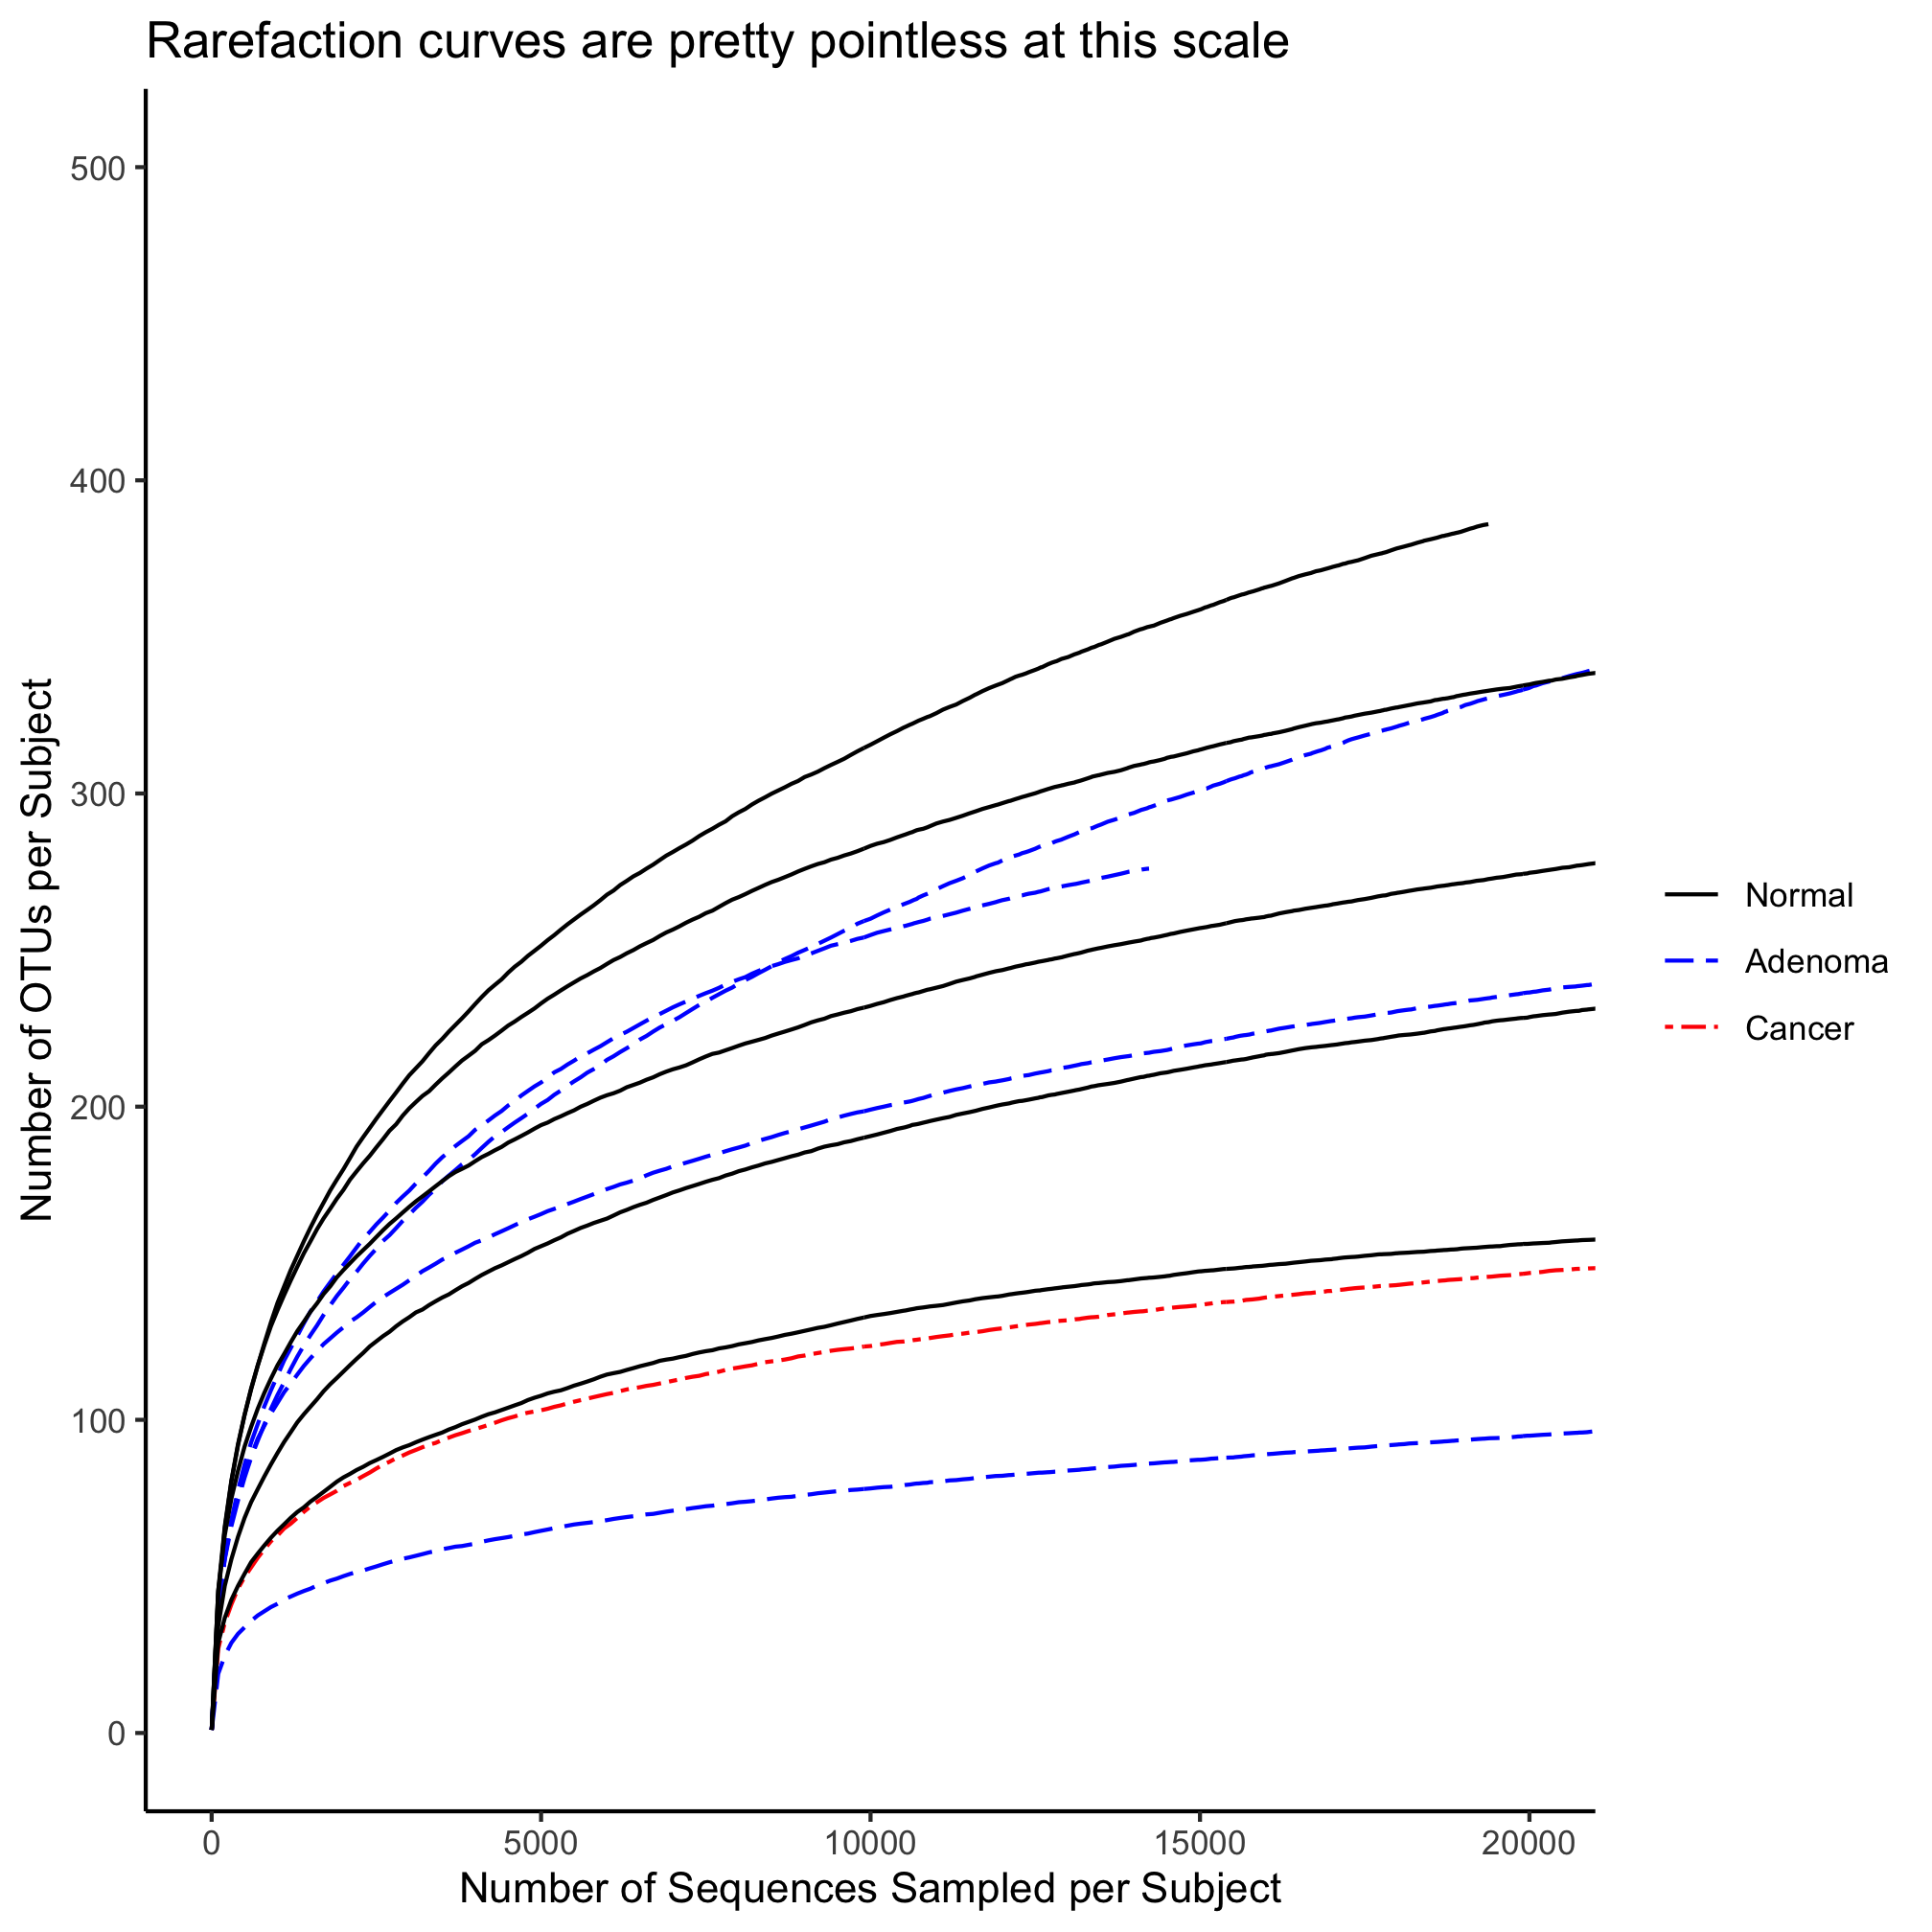 Rarefaction curves are pretty pointless at this scale
Number of OTUs per Subject
500
400
300
200
100
0
0 5000 10000 15000 20000
Number of Sequences Sampled per Subject
Normal
Adenoma
Cancer